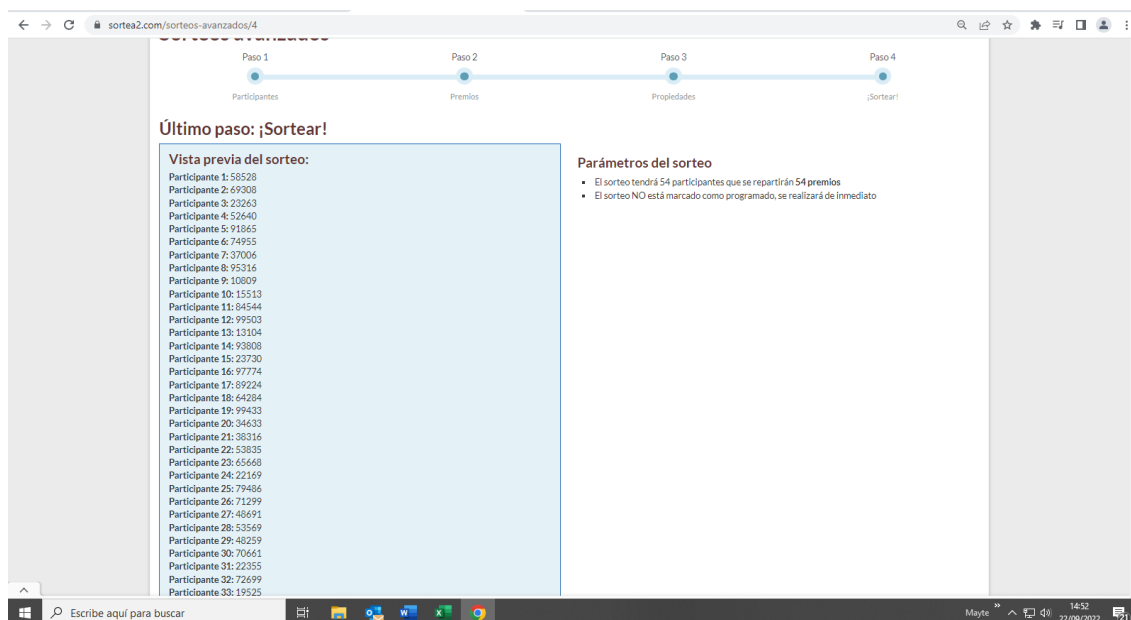 sortea2.com/sorteos-avanzados/4
Sorteos avanzados
Paso 1
Paso 2
Paso 3
Paso 4
Participantes
Premios
Propiedades
¡Sortear!
Último paso: ¡Sortear!
Vista previa del sorteo:
Participante 1: 58528
Participante 2: 69308
Participante 3: 23263
Participante 4: 52640
Participante 5: 91865
Participante 6: 74955
Participante 7: 37006
Participante 8: 95316
Participante 9: 10809
Participante 10: 15513
Participante 11: 84544
Participante 12: 99503
Participante 13: 13104
Participante 14: 93808
Participante 15: 23730
Participante 16: 97774
Participante 17: 89224
Participante 18: 64284
Participante 19: 99433
Participante 20: 34633
Participante 21: 38316
Participante 22: 53835
Participante 23: 65668
Participante 24: 22169
Participante 25: 79486
Participante 26: 71299
Participante 27: 48691
Participante 28: 53569
Participante 29: 48259
Participante 30: 70661
Participante 31: 22355
Participante 32: 72699
Participante 33: 19525
Parámetros del sorteo
El sorteo tendrá 54 participantes que se repartirán 54 premios
El sorteo NO está marcado como programado, se realizará de inmediato
Escribe aquí para buscar
Mayte
14:52
22/09/2022
21